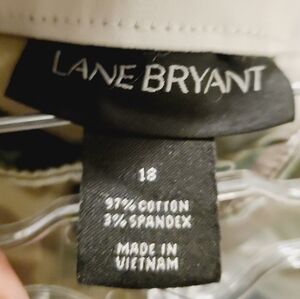 LANE BRYANT
18
97% COTTON
3% SPANDEX
MADE IN
VIETNAM